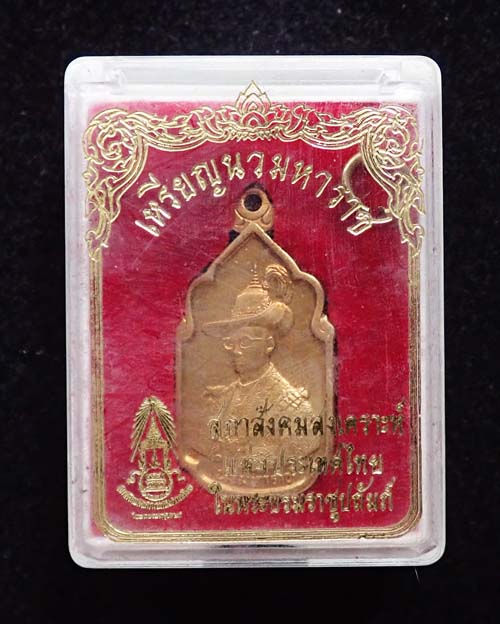 เหรียญนวมหาราช
สภาสังคมสงเคราะห์
แห่งประเทศไทย
ในพระบรมราชูปถัมภ์